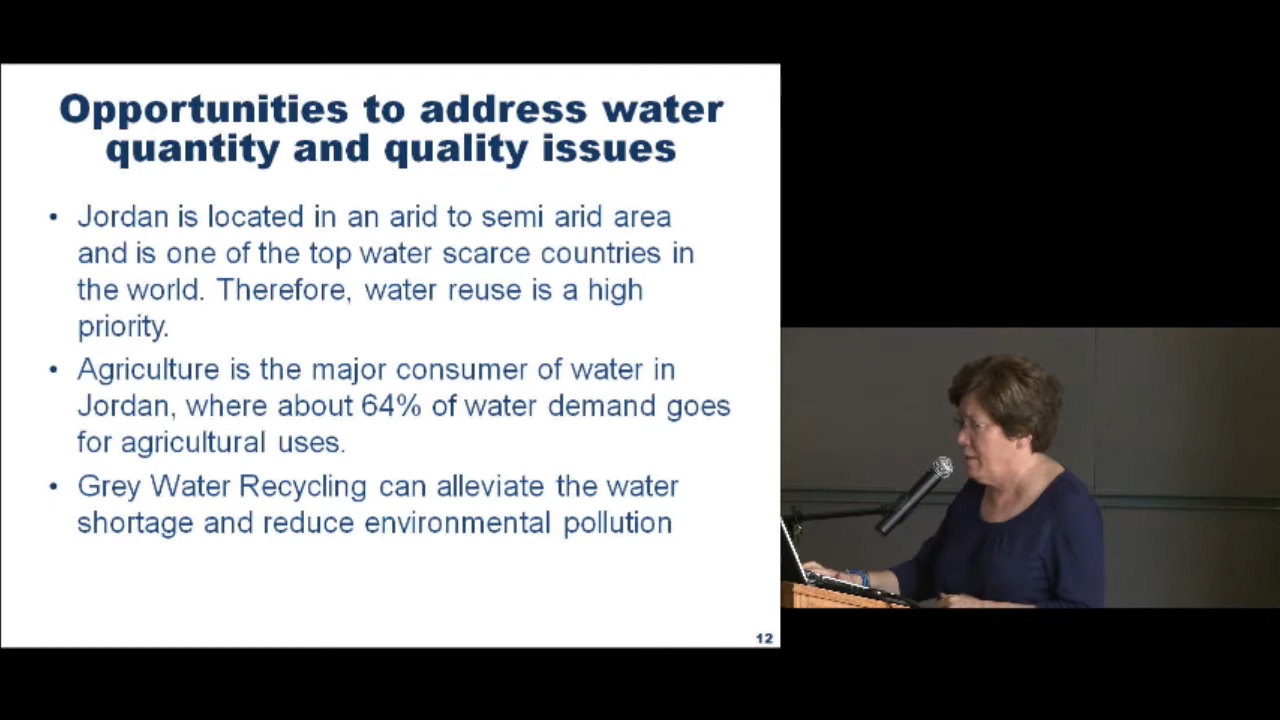 Opportunities to address water
quantity and quality issues
• Jordan is located in an arid to semi arid area
and is one of the top water scarce countries in
the world. Therefore, water reuse is a high
priority.
• Agriculture is the major consumer of water in
Jordan, where about 64% of water demand goes
for agricultural uses.
• Grey Water Recycling can alleviate the water
shortage and reduce environmental pollution
12